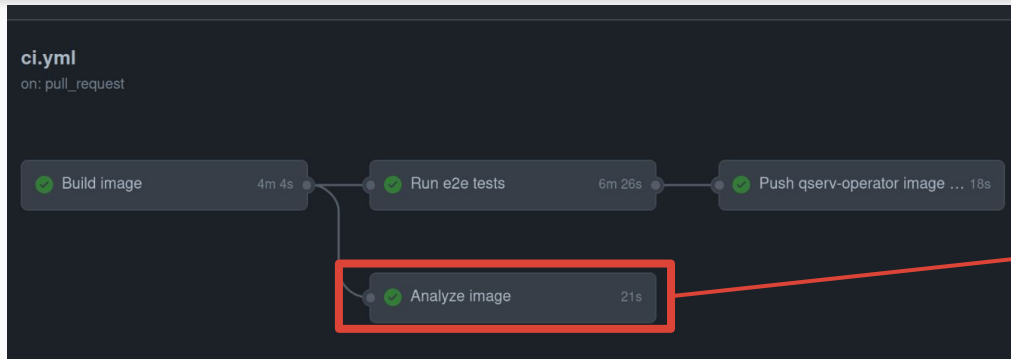 ci.yml
on: pull_request
Build image 4m 4s
Run e2e tests 6m 26s
Push qserv-operator image … 18s
Analyze image 21s